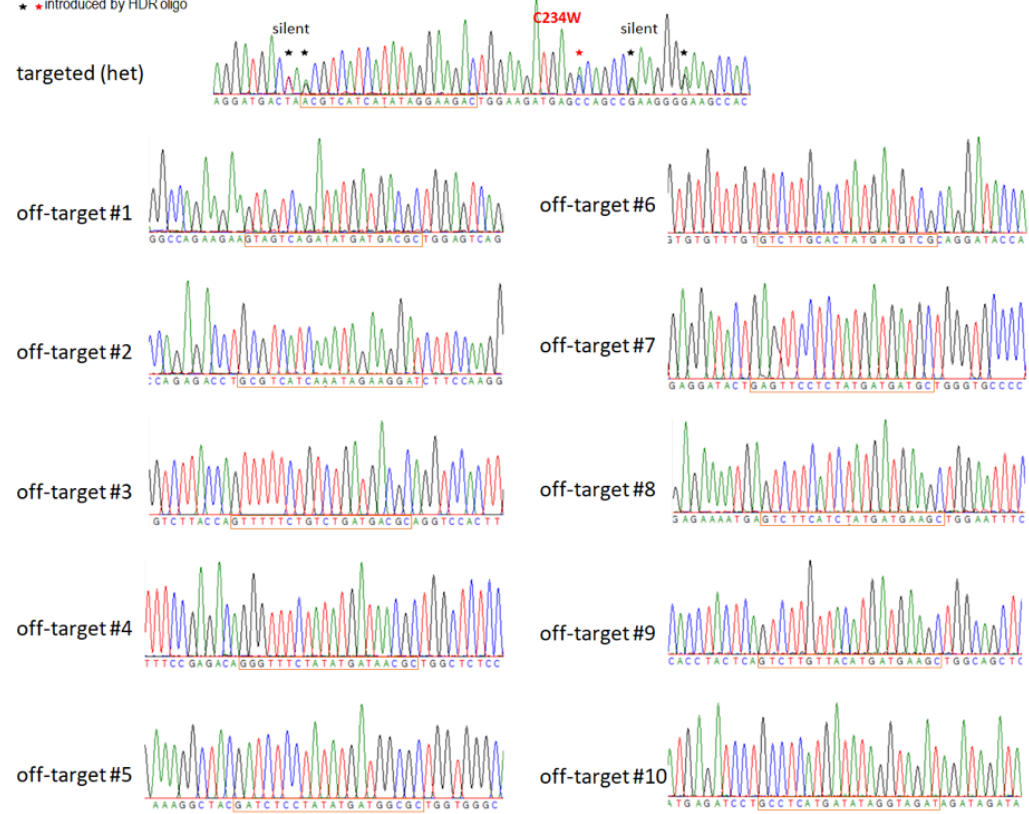 ★ ★ introduced by HDR oligo
C234W
silent
silent
targeted (het)
AGGATGACTAACGTCATCATATAGGAAGACTGGAAGATGAGCCAGCCGAAGGGGAAGCCAC
off-target #1
GGCCAGAAGAAGTAGTCAGATATGATGACGCTGGAGTCAG
off-target #6
GTGTGTTTGTGTCTTGCACTATGATGTCGCAGGATACCA
off-target #2
CCAGAGACCTGCGTCATCAAATAGAAGGATCTTCCAAGG
off-target #7
GAGGATACTGAGTTCCTCTATGATGATGCTGGGTGCCCC
off-target #3
GTCTTACCAGTTTTTCTGTCTGATGACGCAGGTCCACTT
off-target #8
GAGAAAATGAGTCTTCATCTATGATGAAGCTGGAATTTC
off-target #4
TTTCCGAGACAGGGTTTCTATATGATAACGCTGGCTCTCC
off-target #9
CACCTACTCAGTCTTGTTACATGATGAAGCTGGCAGCTC
off-target #5
AAAGGCTACGATCTCCTATATGATGGCGCTGGTGGGC
off-target #10
ATGAGATCCTGCCTCATGATATAGGTAGATAGATAGATA